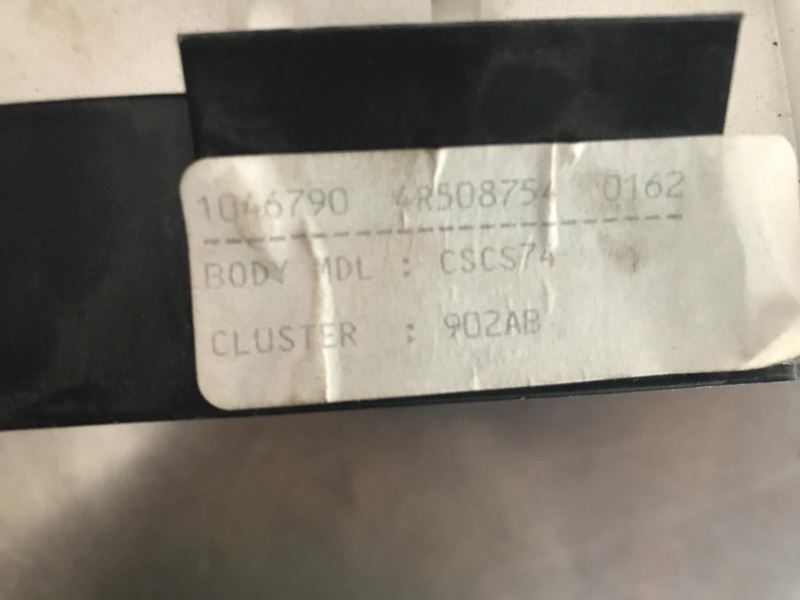 1046790 4R508754 0162
BODY MDL : CSCS74
CLUSTER : 902AB